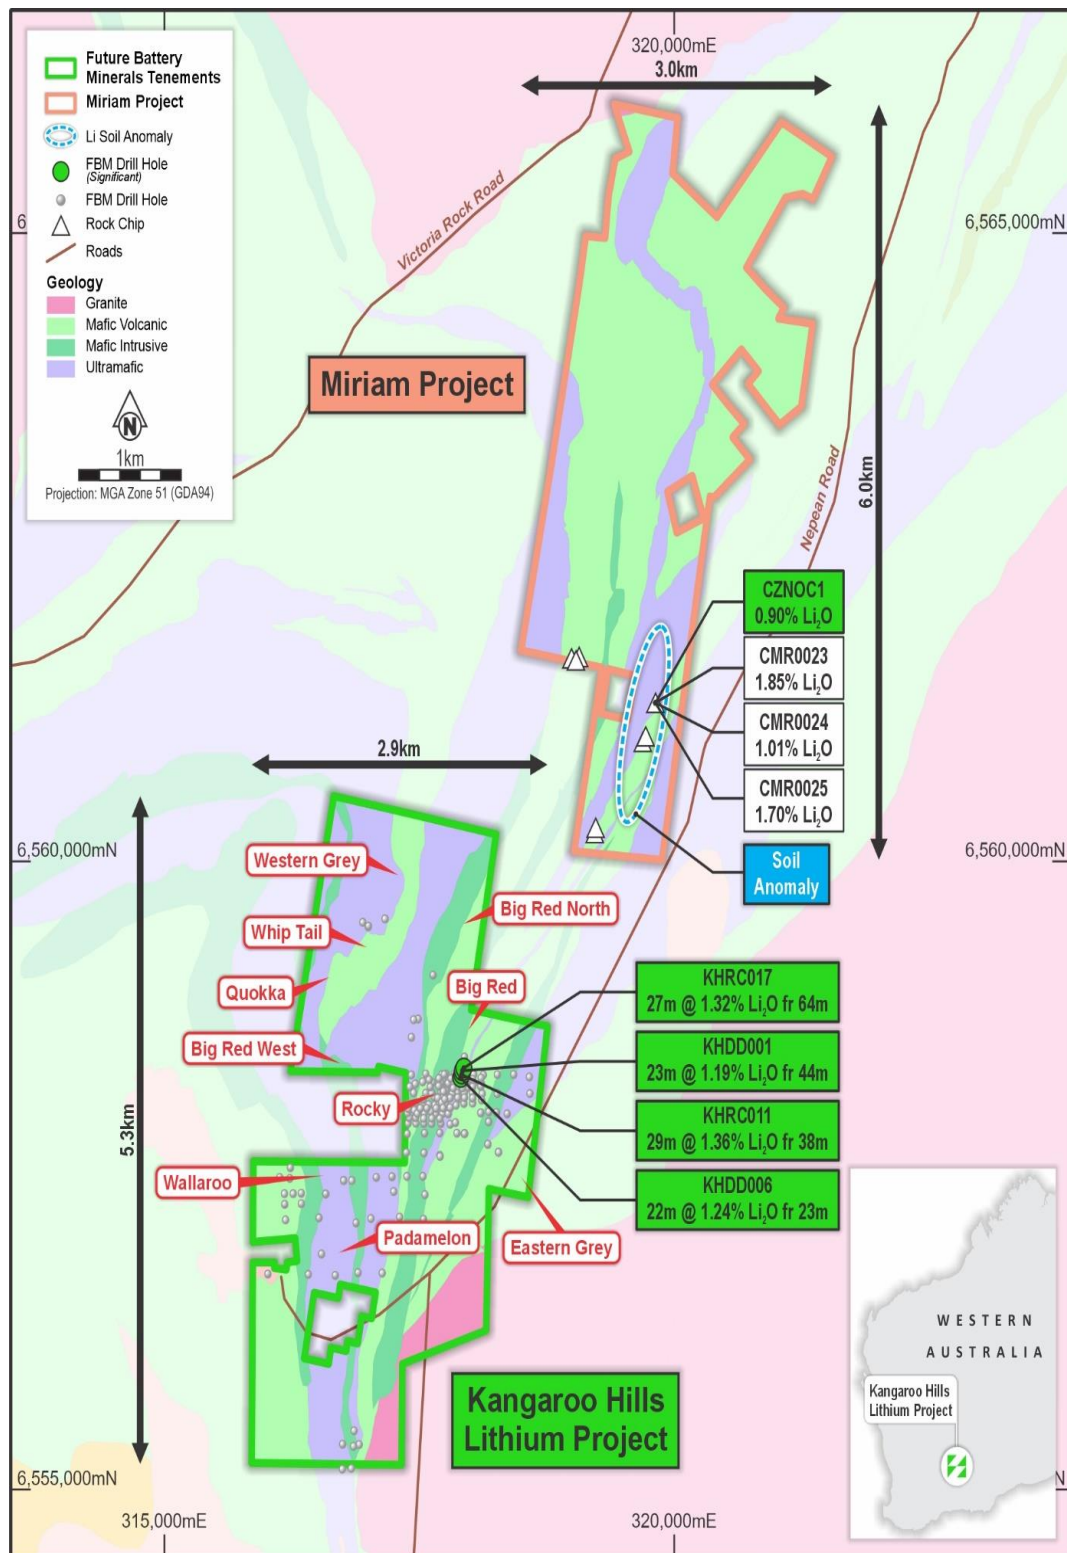 Future Battery
Minerals Tenements
Miriam Project
Li Soil Anomaly
FBM Drill Hole
(Significant)
FBM Drill Hole
Rock Chip
Roads
Geology
Granite
Mafic Volcanic
Mafic Intrusive
Ultramafic
N
1km
Projection: MGA Zone 51 (GDA94)
320,000mE
3.0km
Victoria Rock Road
6
6,565,000mN
Miriam Project
Nepean Road
6.0km
CZNOC1
0.90% Li₂O
CMR0023
1.85% Li₂O
CMR0024
1.01% Li₂O
CMR0025
1.70% Li₂O
Soil
Anomaly
2.9km
6,560,000mN
6,560,000mN
Western Grey
Big Red North
Whip Tail
Quokka
Big Red
Big Red West
Rocky
KHRC017
27m @ 1.32% Li₂O fr 64m
KHDD001
23m @ 1.19% Li₂O fr 44m
KHRC011
29m @ 1.36% Li₂O fr 38m
KHDD006
22m @ 1.24% Li₂O fr 23m
5.3km
Wallaroo
Padamelon
Eastern Grey
Kangaroo Hills
Lithium Project
WESTERN
AUSTRALIA
Kangaroo Hills
Lithium Project
6,555,000mN
315,000mE
320,000mE